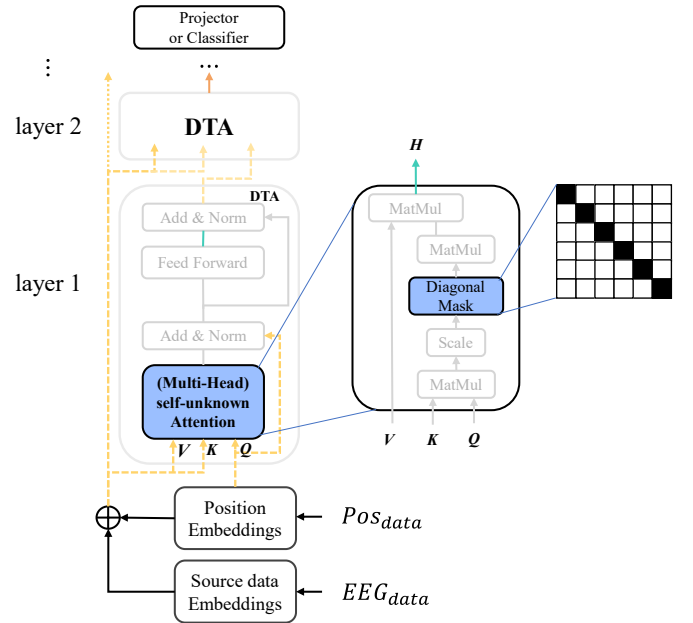 Projector
or Classifier
...
...
layer 2
DTA
DTA
Add & Norm
Feed Forward
layer 1
Add & Norm
(Multi-Head)
self-unknown
Attention
V K Q
H
MatMul
MatMul
Diagonal
Mask
Scale
MatMul
V K Q
Position
Embeddings
Pos_data
Source data
Embeddings
EEG_data